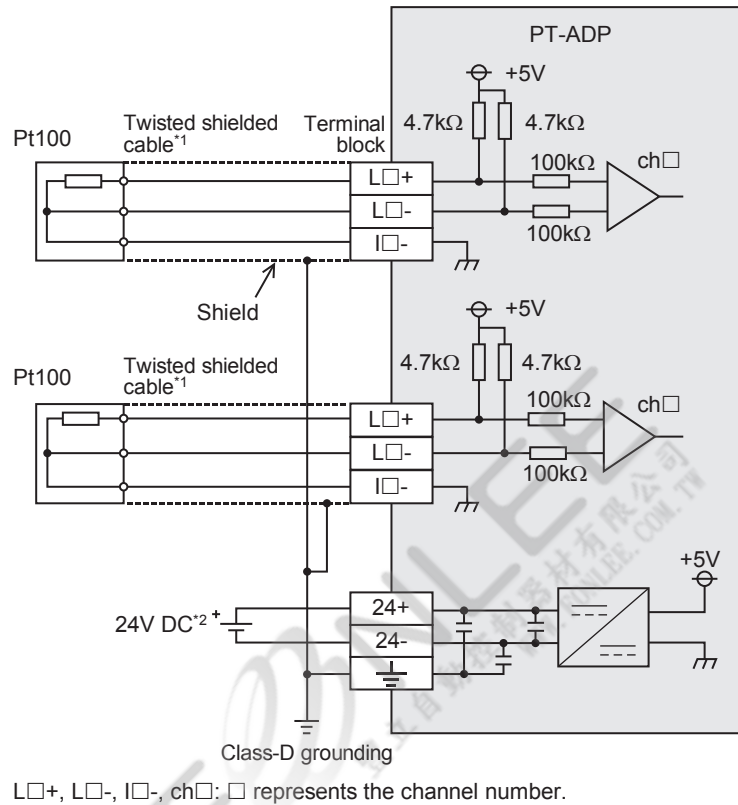 PT-ADP
+5V
Pt100
Twisted shielded
cable*1
Terminal
block
4.7kΩ
4.7kΩ
100kΩ
ch□
L□+
L□-
I□-
100kΩ
Shield
+5V
Pt100
Twisted shielded
cable*1
4.7kΩ
4.7kΩ
100kΩ
ch□
L□+
L□-
I□-
100kΩ
+5V
24V DC*2 +
24+
24-
Class-D grounding
L□+, L□-, I□-, ch□: □ represents the channel number.